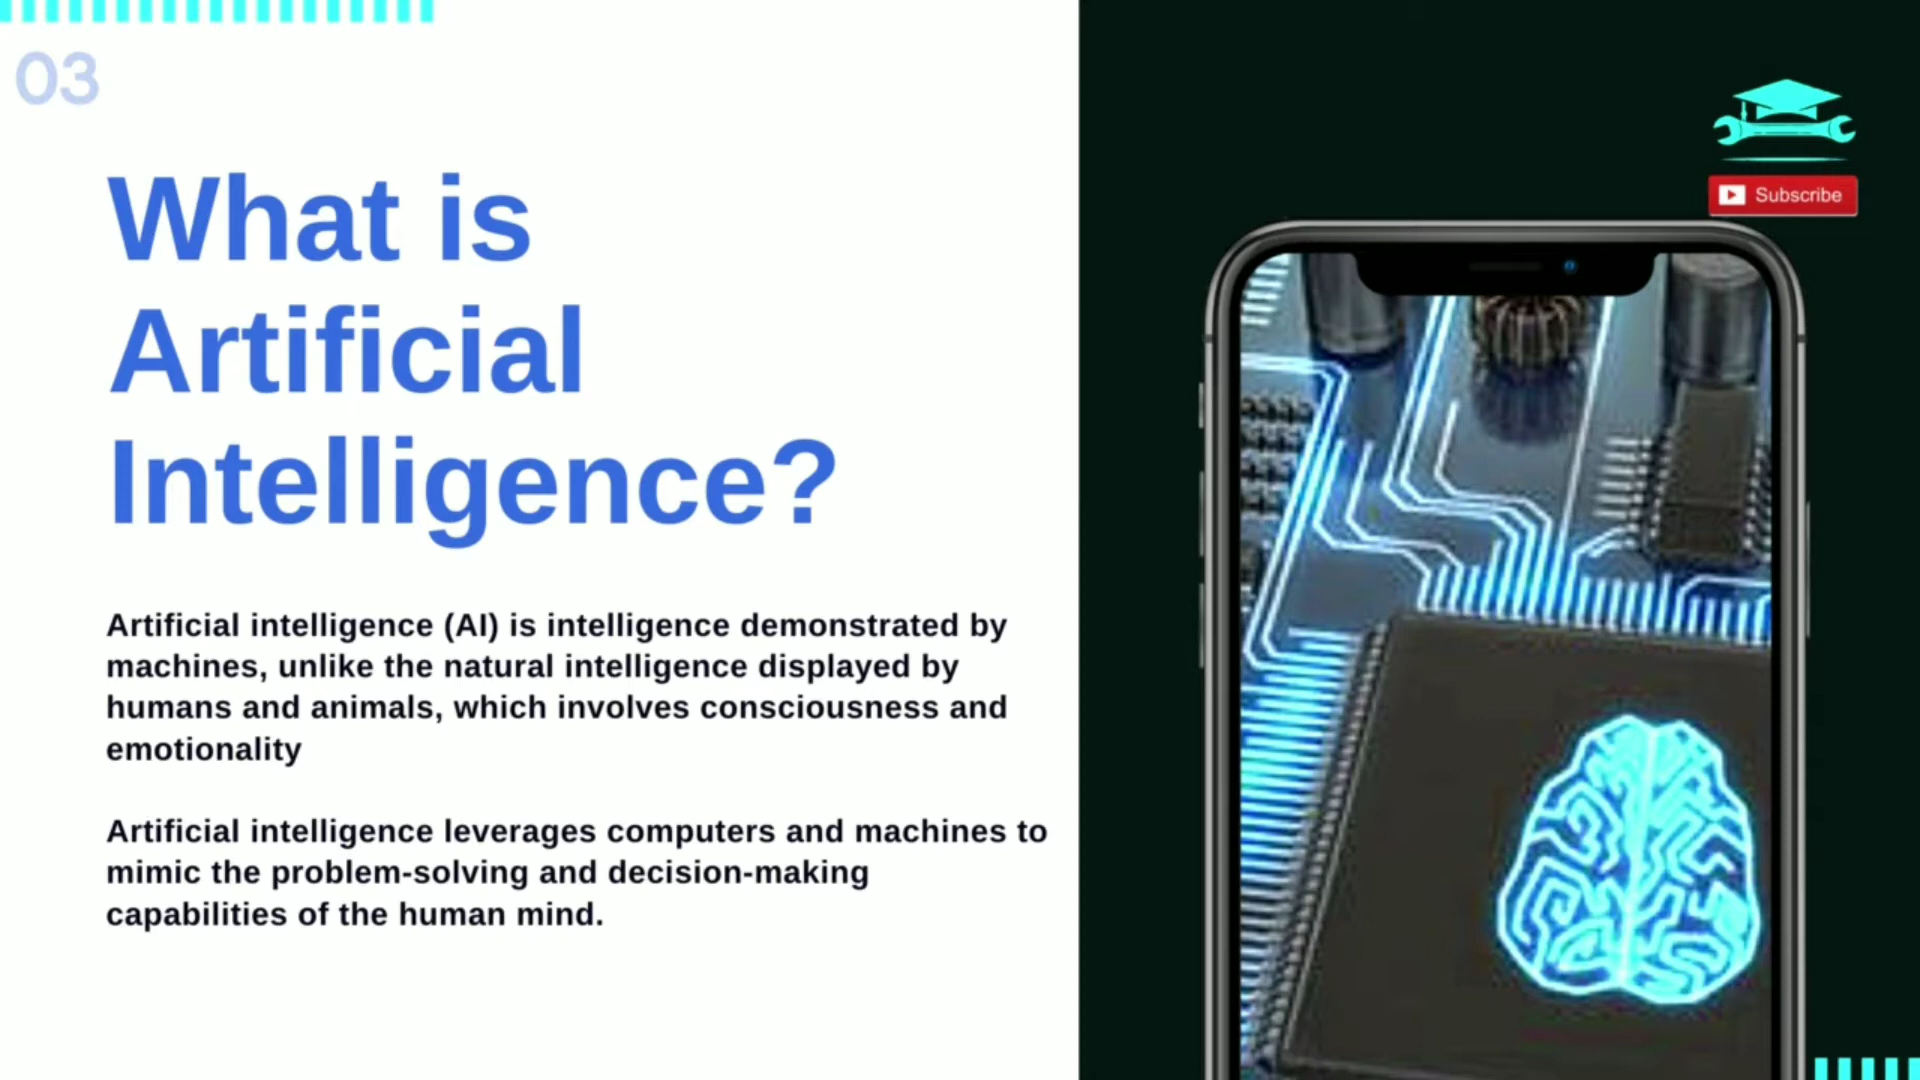 03
What is
Artificial
Intelligence?
Artificial intelligence (AI) is intelligence demonstrated by
machines, unlike the natural intelligence displayed by
humans and animals, which involves consciousness and
emotionality
Artificial intelligence leverages computers and machines to
mimic the problem-solving and decision-making
capabilities of the human mind.
Subscribe